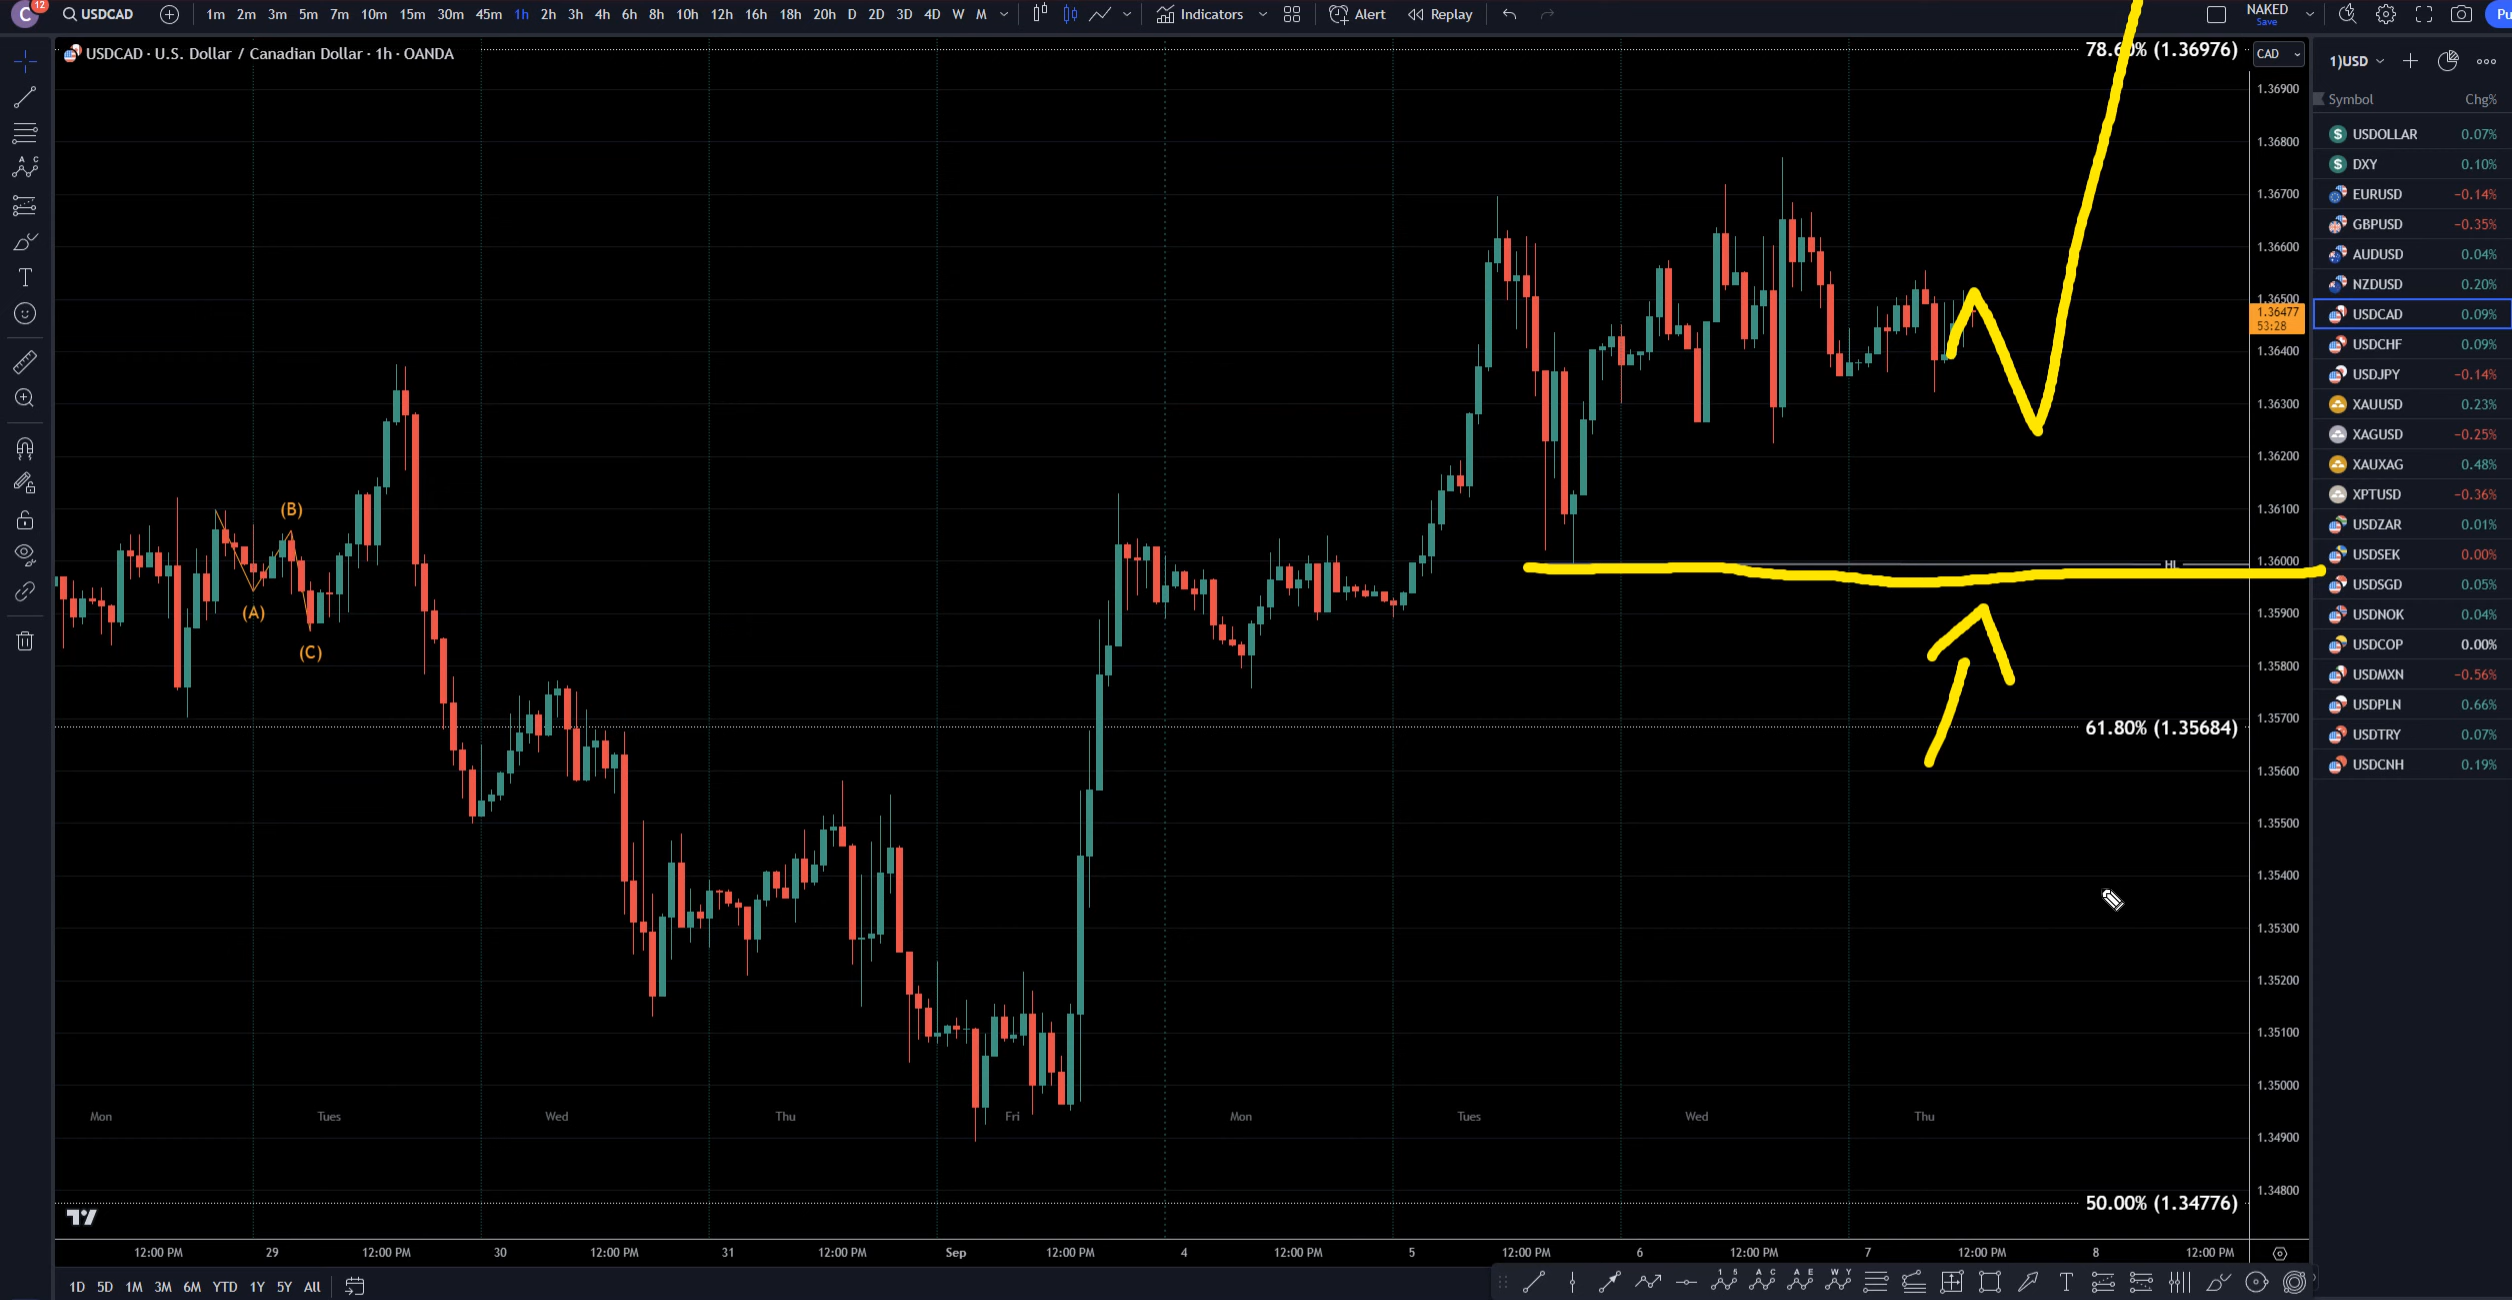 C 12 USDCAD 1m 2m 3m 5m 7m 10m 15m 30m 45m 1h 2h 3h 4h 6h 8h 10h 12h 16h 18h 20h D 2D 3D 4D W M Indicators Alert Replay NAKED Save Pu
USDCAD · U.S. Dollar / Canadian Dollar · 1h · OANDA
78.60% (1.36976)
CAD
1.36900
1.36800
1.36700
1.36600
1.36500
1.36477
53:28
1.36400
1.36300
1.36200
1.36100
1.36000
1.35900
1.35800
1.35700
1.35600
1.35500
1.35400
1.35300
1.35200
1.35100
1.35000
1.34900
1.34800
(B)
(A)
(C)
HL
61.80% (1.35684)
50.00% (1.34776)
Mon Tues Wed Thu Fri Mon Tues Wed Thu
12:00 PM 29 12:00 PM 30 12:00 PM 31 12:00 PM Sep 12:00 PM 4 12:00 PM 5 12:00 PM 6 12:00 PM 7 12:00 PM 8 12:00 PM
1D 5D 1M 3M 6M YTD 1Y 5Y All
1)USD
Symbol Chg%
USDOLLAR 0.07%
DXY 0.10%
EURUSD −0.14%
GBPUSD −0.35%
AUDUSD 0.04%
NZDUSD 0.20%
USDCAD 0.09%
USDCHF 0.09%
USDJPY −0.14%
XAUUSD 0.23%
XAGUSD −0.25%
XAUXAG 0.48%
XPTUSD −0.36%
USDZAR 0.01%
USDSEK 0.00%
USDSGD 0.05%
USDNOK 0.04%
USDCOP 0.00%
USDMXN −0.56%
USDPLN 0.66%
USDTRY 0.07%
USDCNH 0.19%